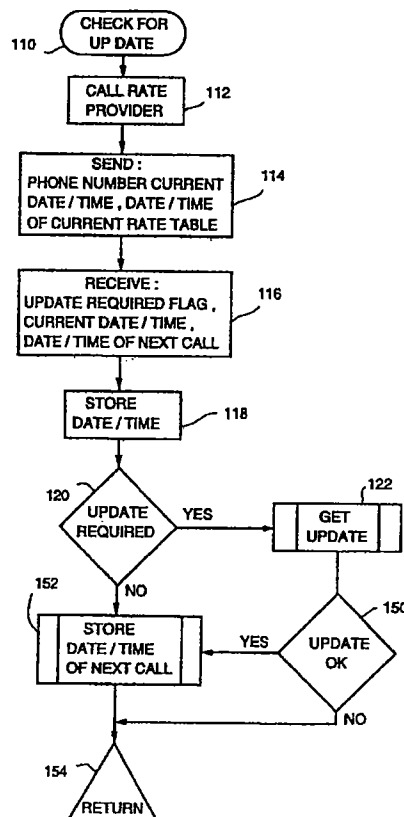 110
CHECK FOR
UP DATE
CALL RATE
PROVIDER
112
SEND :
PHONE NUMBER CURRENT
DATE / TIME , DATE / TIME
OF CURRENT RATE TABLE
114
RECEIVE :
UPDATE REQUIRED FLAG ,
CURRENT DATE / TIME ,
DATE / TIME OF NEXT CALL
116
STORE
DATE / TIME
118
120
UPDATE
REQUIRED
YES
NO
122
GET
UPDATE
150
UPDATE
OK
YES
NO
152
STORE
DATE / TIME
OF NEXT CALL
154
RETURN